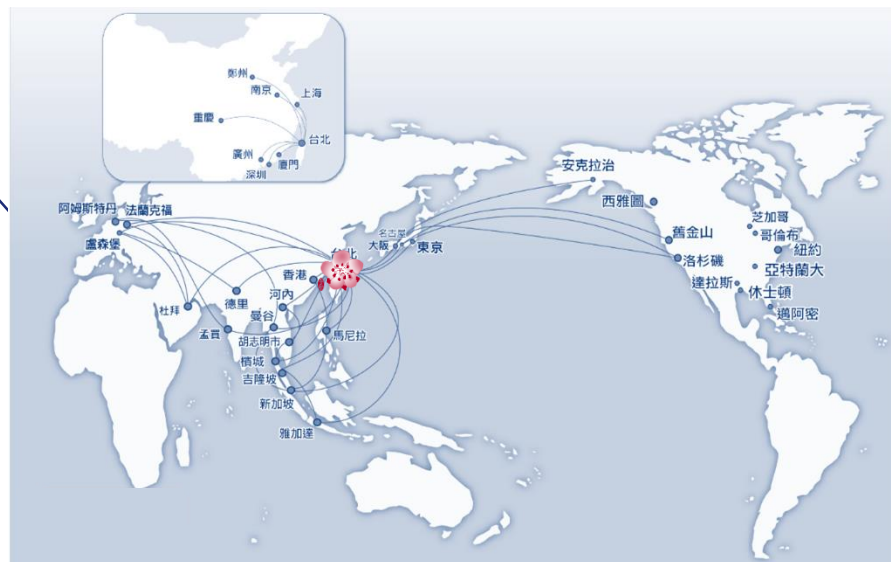 鄭州
南京
上海
重慶
台北
廣州
廈門
深圳
安克拉治
西雅圖
阿姆斯特丹
法蘭克福
盧森堡
芝加哥
哥倫布
舊金山
紐約
名古屋
大阪
東京
台北
洛杉磯
亞特蘭大
香港
達拉斯
休士頓
杜拜
德里
河內
邁阿密
孟買
曼谷
胡志明市
馬尼拉
檳城
吉隆坡
新加坡
雅加達